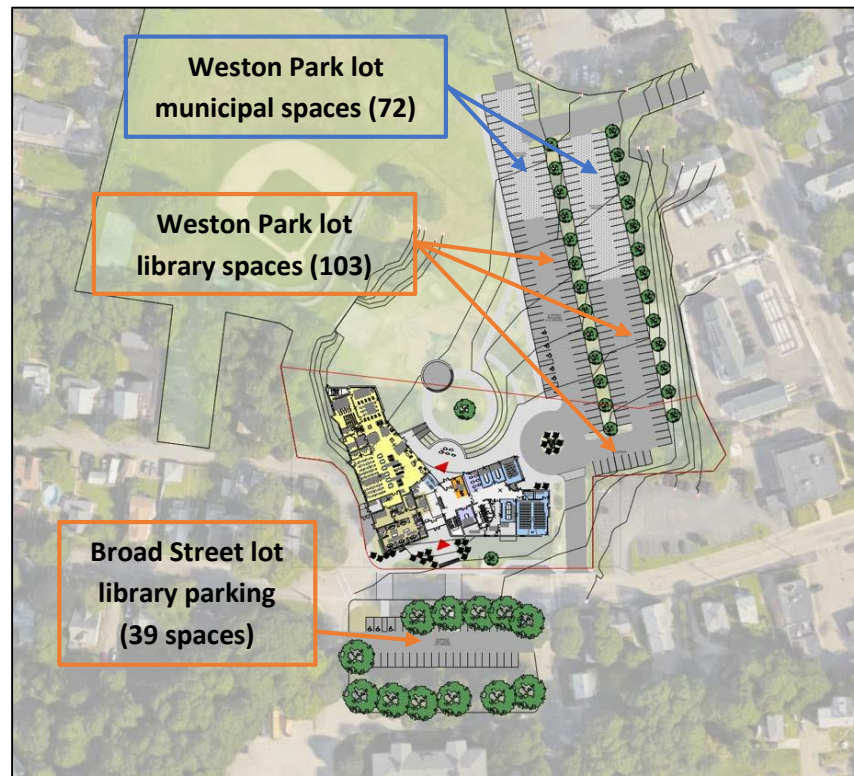 Weston Park lot
municipal spaces (72)
Weston Park lot
library spaces (103)
Broad Street lot
library parking
(39 spaces)